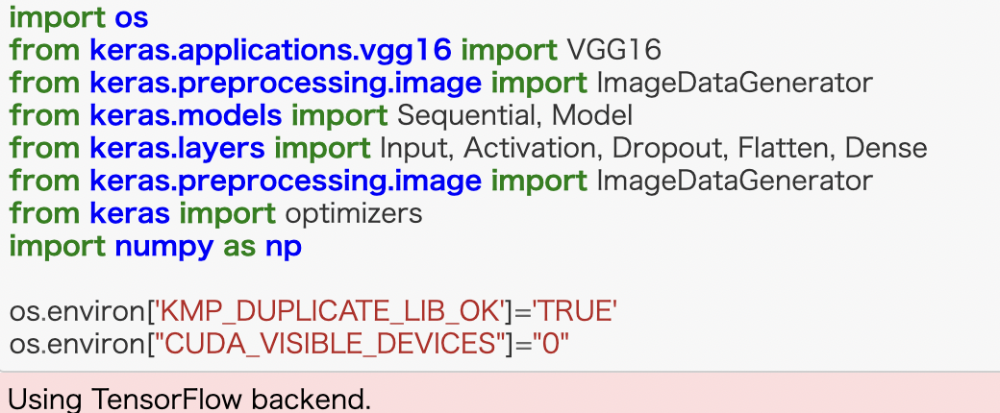 import os
from keras.applications.vgg16 import VGG16
from keras.preprocessing.image import ImageDataGenerator
from keras.models import Sequential, Model
from keras.layers import Input, Activation, Dropout, Flatten, Dense
from keras.preprocessing.image import ImageDataGenerator
from keras import optimizers
import numpy as np
os.environ['KMP_DUPLICATE_LIB_OK']='TRUE'
os.environ["CUDA_VISIBLE_DEVICES"]="0"
Using TensorFlow backend.